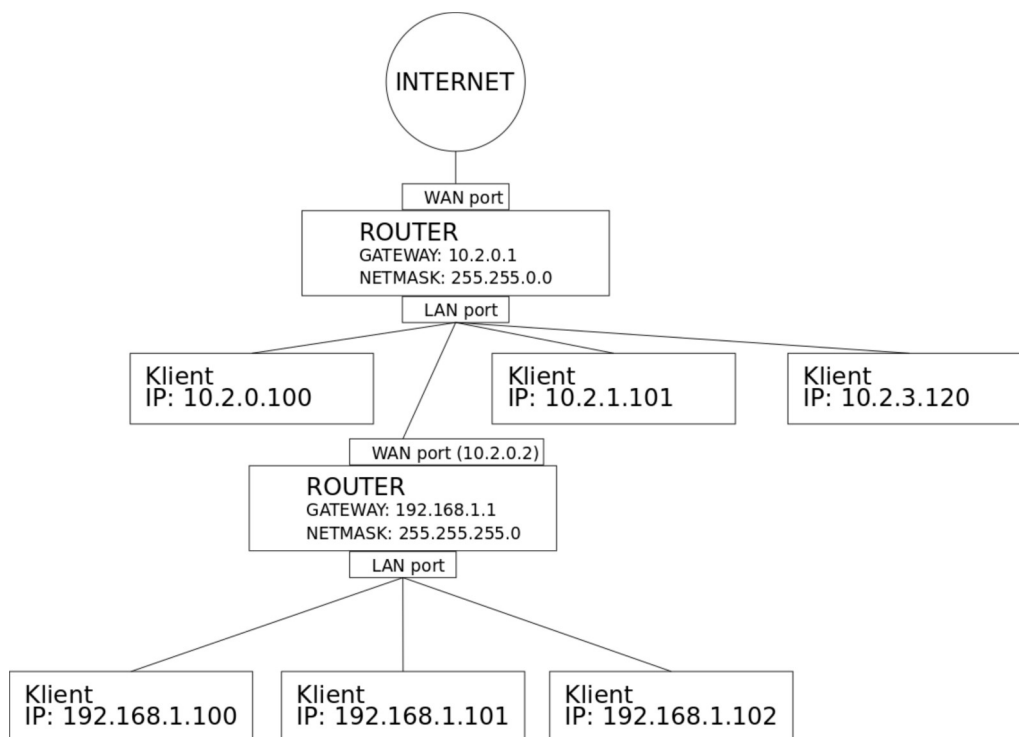 INTERNET
WAN port
ROUTER
GATEWAY: 10.2.0.1
NETMASK: 255.255.0.0
LAN port
Klient
IP: 10.2.0.100
Klient
IP: 10.2.1.101
Klient
IP: 10.2.3.120
WAN port (10.2.0.2)
ROUTER
GATEWAY: 192.168.1.1
NETMASK: 255.255.255.0
LAN port
Klient
IP: 192.168.1.100
Klient
IP: 192.168.1.101
Klient
IP: 192.168.1.102